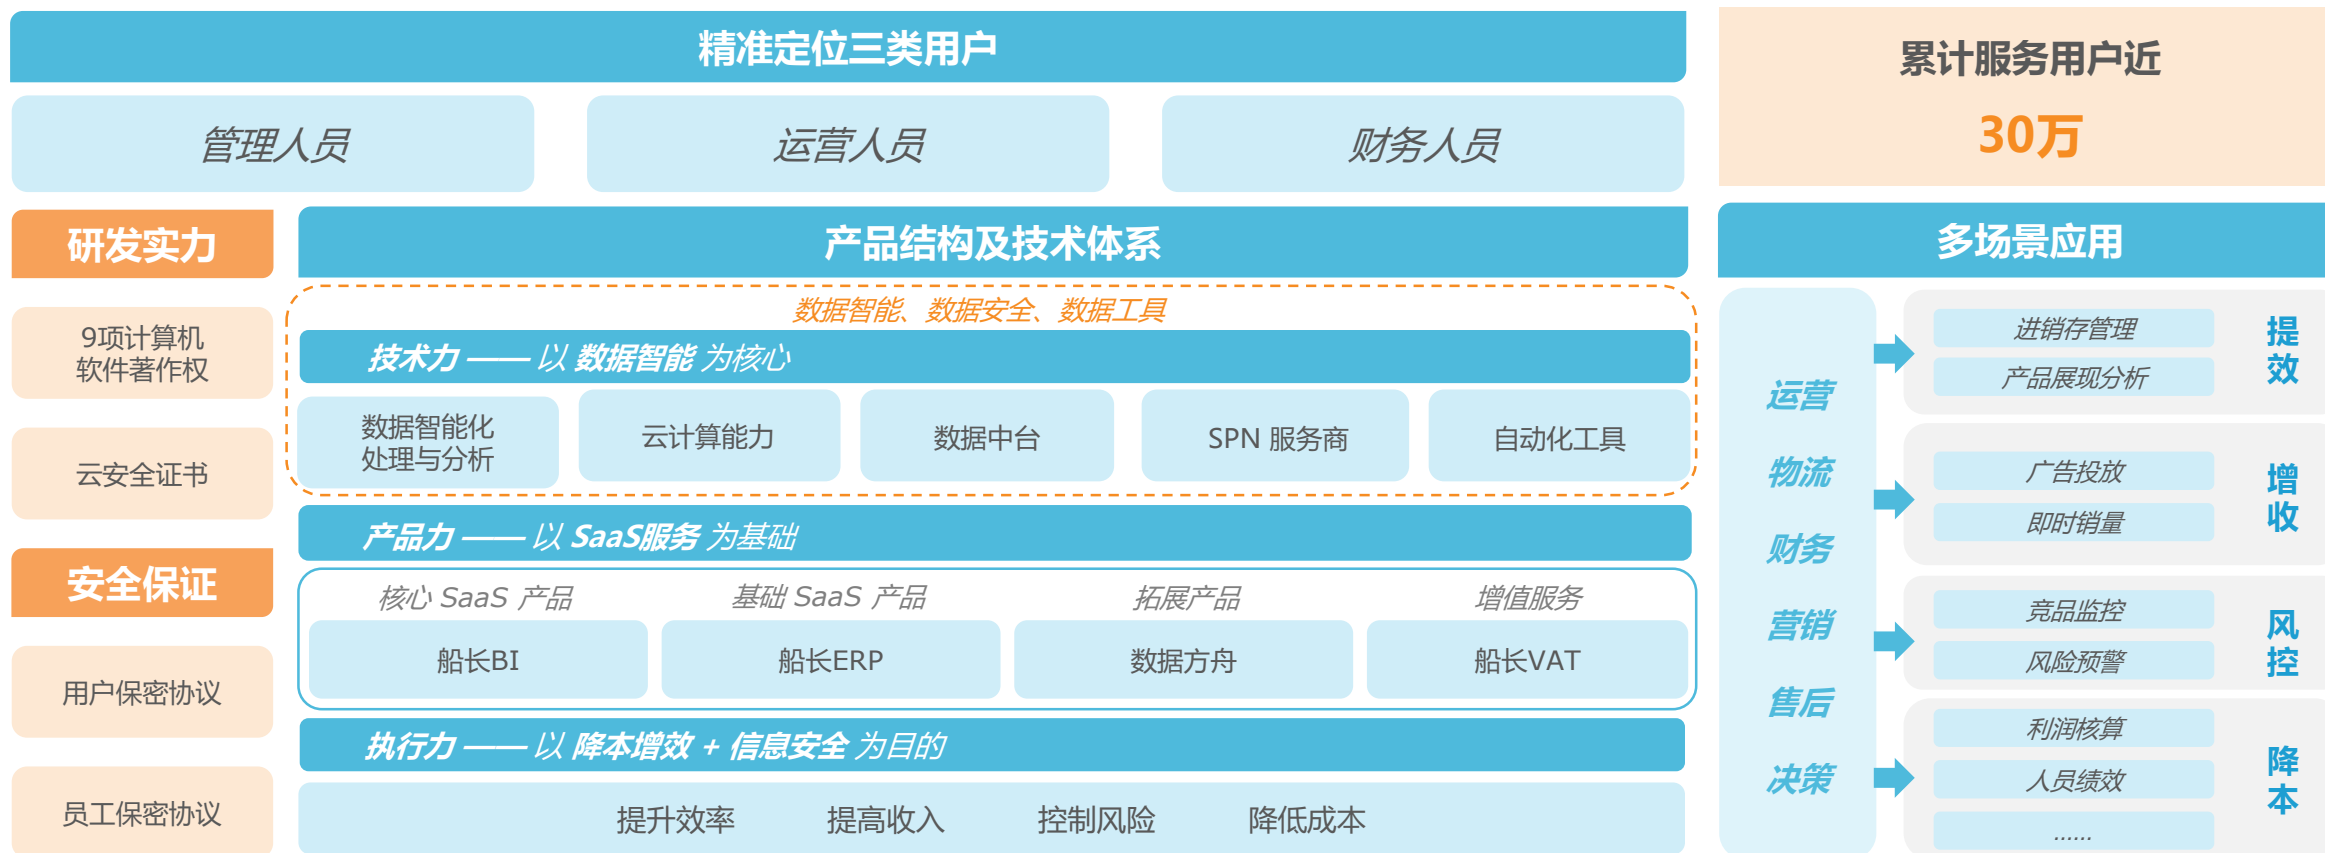 精准定位三类用户
管理人员
运营人员
财务人员
累计服务用户近
30万
研发实力
9项计算机
软件著作权
云安全证书
安全保证
用户保密协议
员工保密协议
产品结构及技术体系
数据智能、数据安全、数据工具
技术力 —— 以 数据智能 为核心
数据智能化
处理与分析
云计算能力
数据中台
SPN 服务商
自动化工具
产品力 —— 以 SaaS服务 为基础
核心 SaaS 产品
基础 SaaS 产品
拓展产品
增值服务
船长BI
船长ERP
数据方舟
船长VAT
执行力 —— 以 降本增效 + 信息安全 为目的
提升效率
提高收入
控制风险
降低成本
多场景应用
运营
物流
财务
营销
售后
决策
进销存管理
产品展现分析
提效
广告投放
即时销量
增收
竞品监控
风险预警
风控
利润核算
人员绩效
......
降本